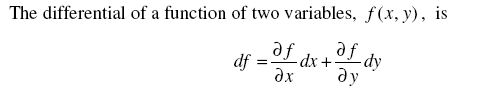 The differential of a function of two variables, f(x, y), is
df = ∂f/∂x dx + ∂f/∂y dy